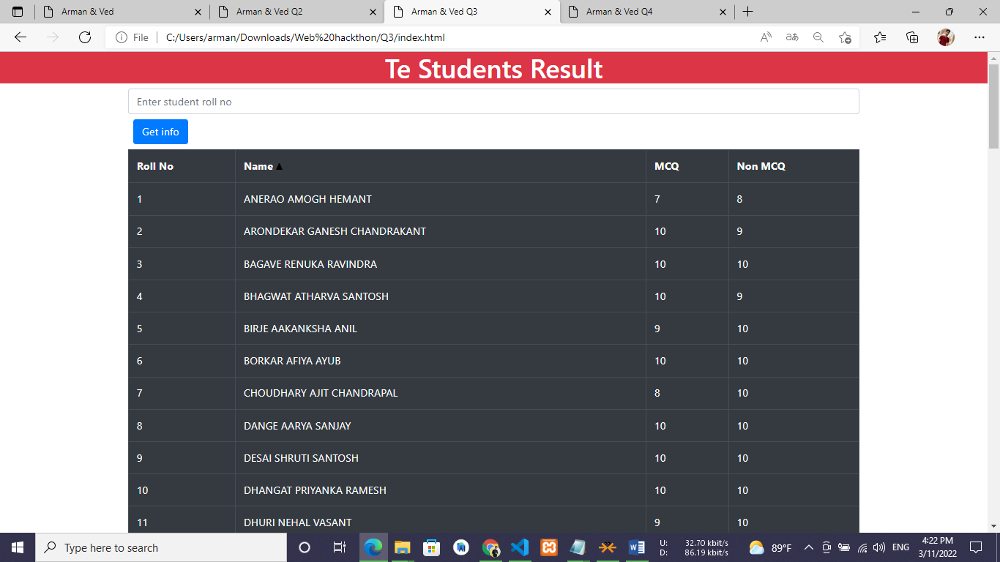 Arman & Ved
Arman & Ved Q2
Arman & Ved Q3
Arman & Ved Q4
File C:/Users/arman/Downloads/Web%20hackthon/Q3/index.html
Te Students Result
Enter student roll no
Get info
Roll No Name▲ MCQ Non MCQ
1 ANERAO AMOGH HEMANT 7 8
2 ARONDEKAR GANESH CHANDRAKANT 10 9
3 BAGAVE RENUKA RAVINDRA 10 10
4 BHAGWAT ATHARVA SANTOSH 10 9
5 BIRJE AAKANKSHA ANIL 9 10
6 BORKAR AFIYA AYUB 10 10
7 CHOUDHARY AJIT CHANDRAPAL 8 10
8 DANGE AARYA SANJAY 10 10
9 DESAI SHRUTI SANTOSH 10 10
10 DHANGAT PRIYANKA RAMESH 10 10
11 DHURI NEHAL VASANT 9 10
Type here to search
U: 32.70 kbit/s
D: 86.19 kbit/s
89°F
ENG
4:22 PM
3/11/2022